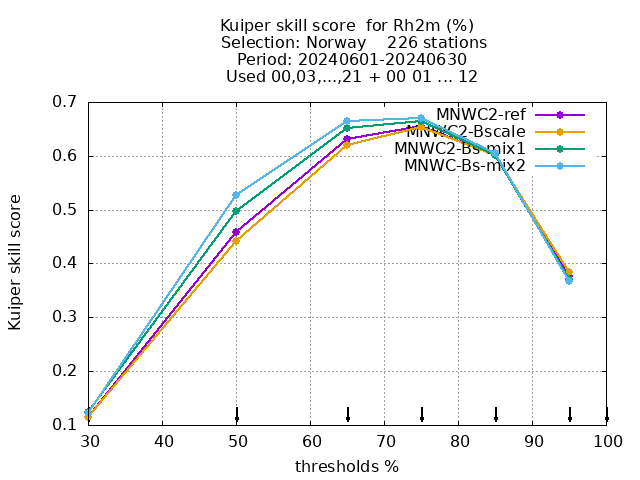 Kuiper skill score  for Rh2m (%)
Selection: Norway    226 stations
Period: 20240601-20240630
Used 00,03,...,21 + 00 01 ... 12
0.7
0.6
0.5
0.4
0.3
0.2
0.1
Kuiper skill score
MNWC2-ref
MNWC2-Bscale
MNWC2-Bs-mix1
MNWC-Bs-mix2
30 40 50 60 70 80 90 100
thresholds %